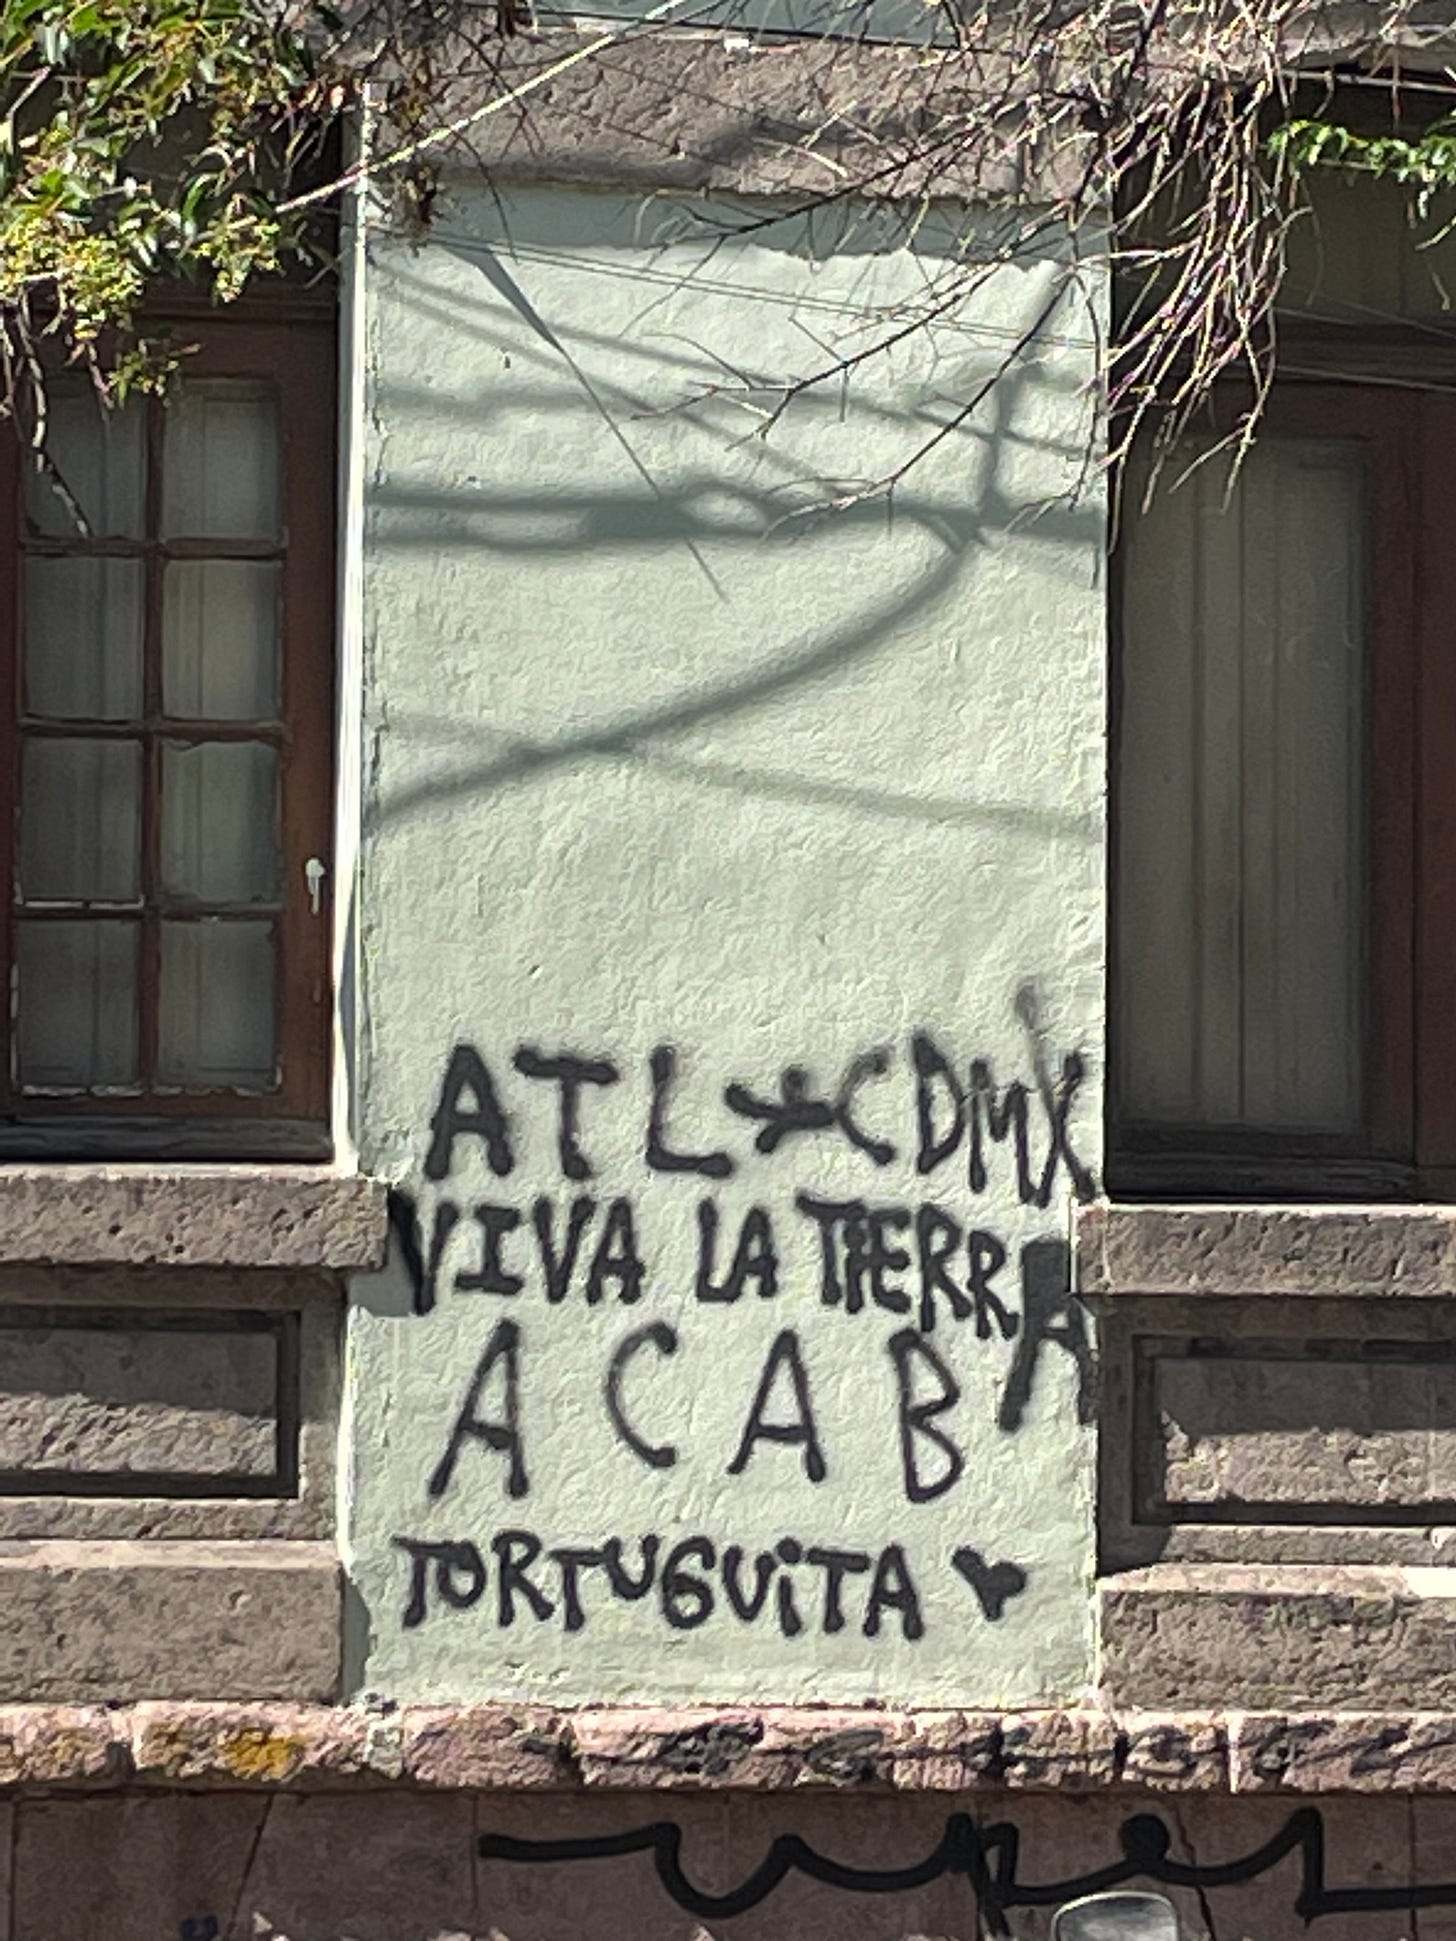 ATL * CDMX
VIVA LA TIERRA
ACAB
TORTUGUiTA ♥